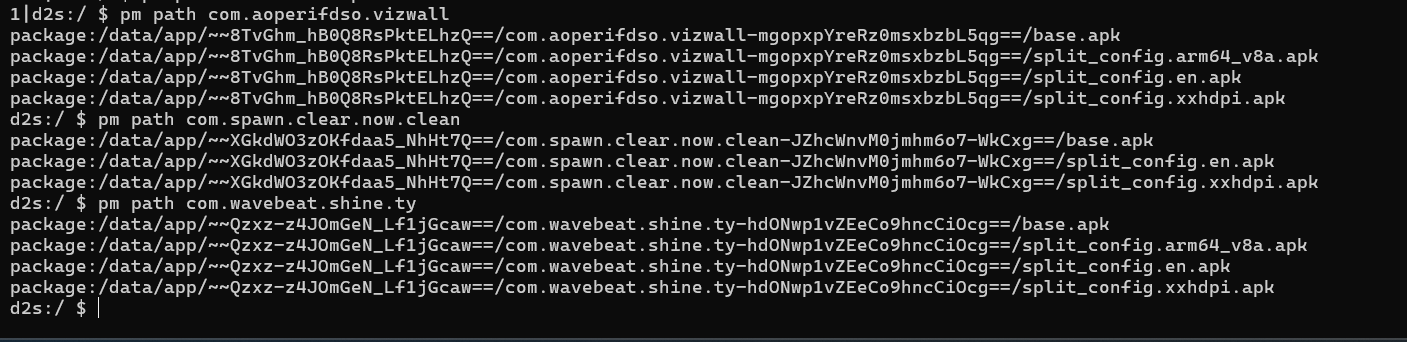 1|d2s:/ $ pm path com.aoperifdso.vizwall
package:/data/app/~~8TvGhm_hB0Q8RsPktELhzQ==/com.aoperifdso.vizwall-mgopxpYreRz0msxbzbL5qg==/base.apk
package:/data/app/~~8TvGhm_hB0Q8RsPktELhzQ==/com.aoperifdso.vizwall-mgopxpYreRz0msxbzbL5qg==/split_config.arm64_v8a.apk
package:/data/app/~~8TvGhm_hB0Q8RsPktELhzQ==/com.aoperifdso.vizwall-mgopxpYreRz0msxbzbL5qg==/split_config.en.apk
package:/data/app/~~8TvGhm_hB0Q8RsPktELhzQ==/com.aoperifdso.vizwall-mgopxpYreRz0msxbzbL5qg==/split_config.xxhdpi.apk
d2s:/ $ pm path com.spawn.clear.now.clean
package:/data/app/~~XGkdWO3zOKfdaa5_NhHt7Q==/com.spawn.clear.now.clean-JZhcWnvM0jmhm6o7-WkCxg==/base.apk
package:/data/app/~~XGkdWO3zOKfdaa5_NhHt7Q==/com.spawn.clear.now.clean-JZhcWnvM0jmhm6o7-WkCxg==/split_config.en.apk
package:/data/app/~~XGkdWO3zOKfdaa5_NhHt7Q==/com.spawn.clear.now.clean-JZhcWnvM0jmhm6o7-WkCxg==/split_config.xxhdpi.apk
d2s:/ $ pm path com.wavebeat.shine.ty
package:/data/app/~~Qzxz-z4JOmGeN_Lf1jGcaw==/com.wavebeat.shine.ty-hdONwp1vZEeCo9hncCiOcg==/base.apk
package:/data/app/~~Qzxz-z4JOmGeN_Lf1jGcaw==/com.wavebeat.shine.ty-hdONwp1vZEeCo9hncCiOcg==/split_config.arm64_v8a.apk
package:/data/app/~~Qzxz-z4JOmGeN_Lf1jGcaw==/com.wavebeat.shine.ty-hdONwp1vZEeCo9hncCiOcg==/split_config.en.apk
package:/data/app/~~Qzxz-z4JOmGeN_Lf1jGcaw==/com.wavebeat.shine.ty-hdONwp1vZEeCo9hncCiOcg==/split_config.xxhdpi.apk
d2s:/ $